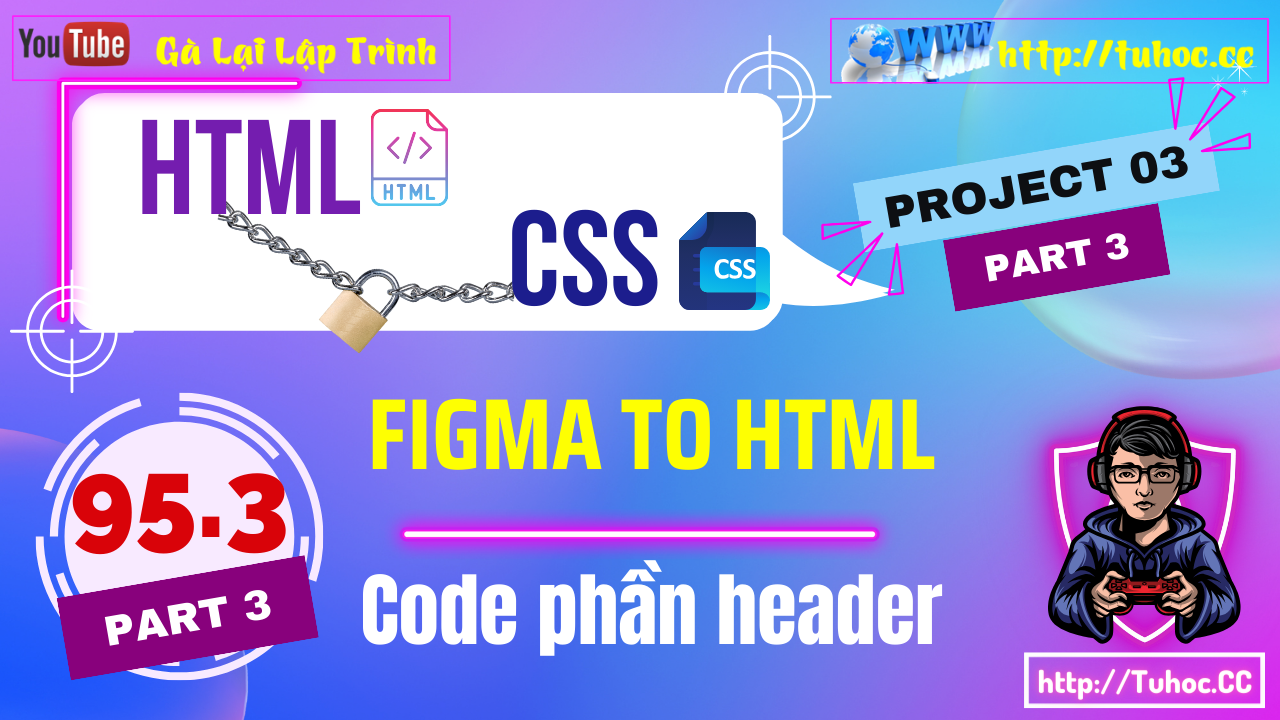 YouTube Gà Lại Lập Trình
WWW http://tuhoc.cc
HTML
HTML
CSS
CSS
PROJECT 03
PART 3
FIGMA TO HTML
95.3
PART 3
Code phần header
http://Tuhoc.CC